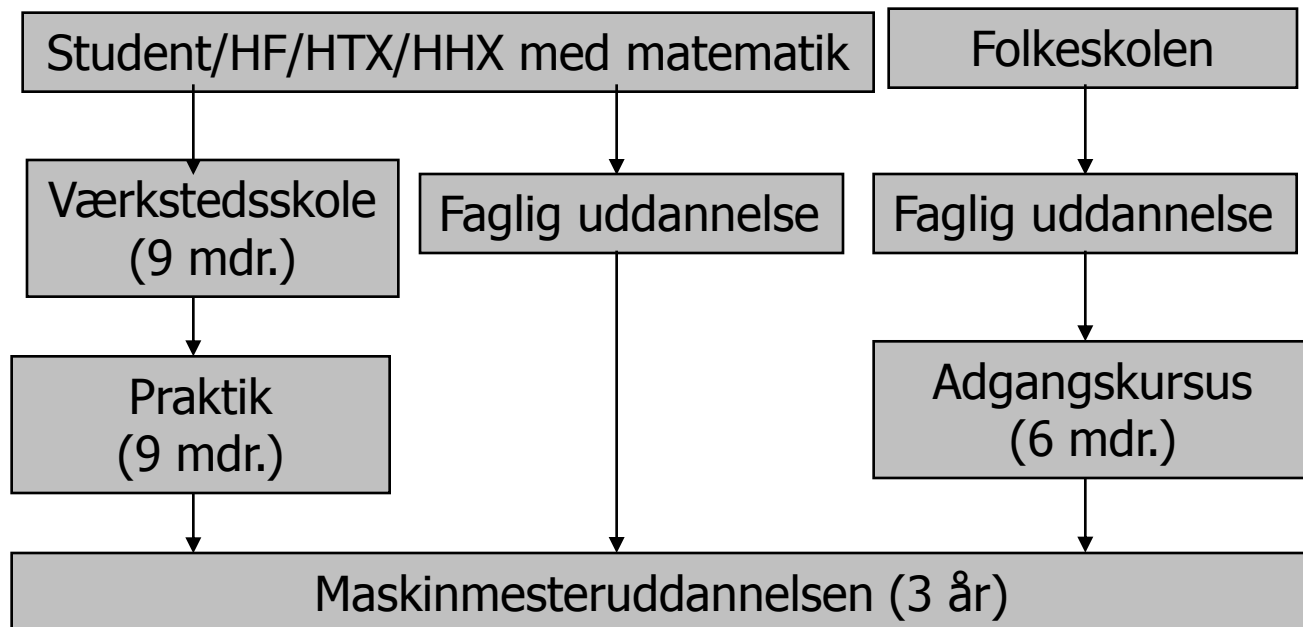 Student/HF/HTX/HHX med matematik
Folkeskolen
Værkstedsskole
(9 mdr.)
Faglig uddannelse
Faglig uddannelse
Praktik
(9 mdr.)
Adgangskursus
(6 mdr.)
Maskinmesteruddannelsen (3 år)